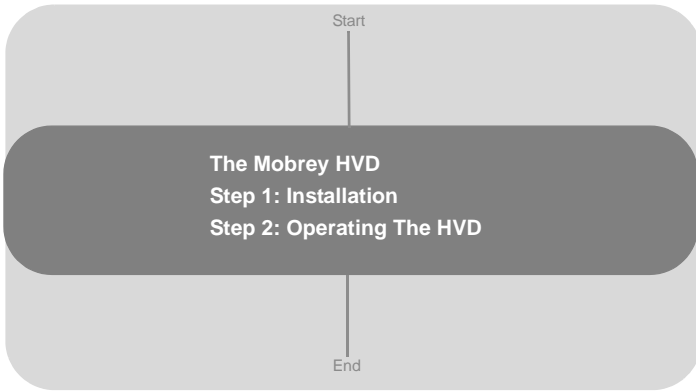 Start
The Mobrey HVD
Step 1: Installation
Step 2: Operating The HVD
End